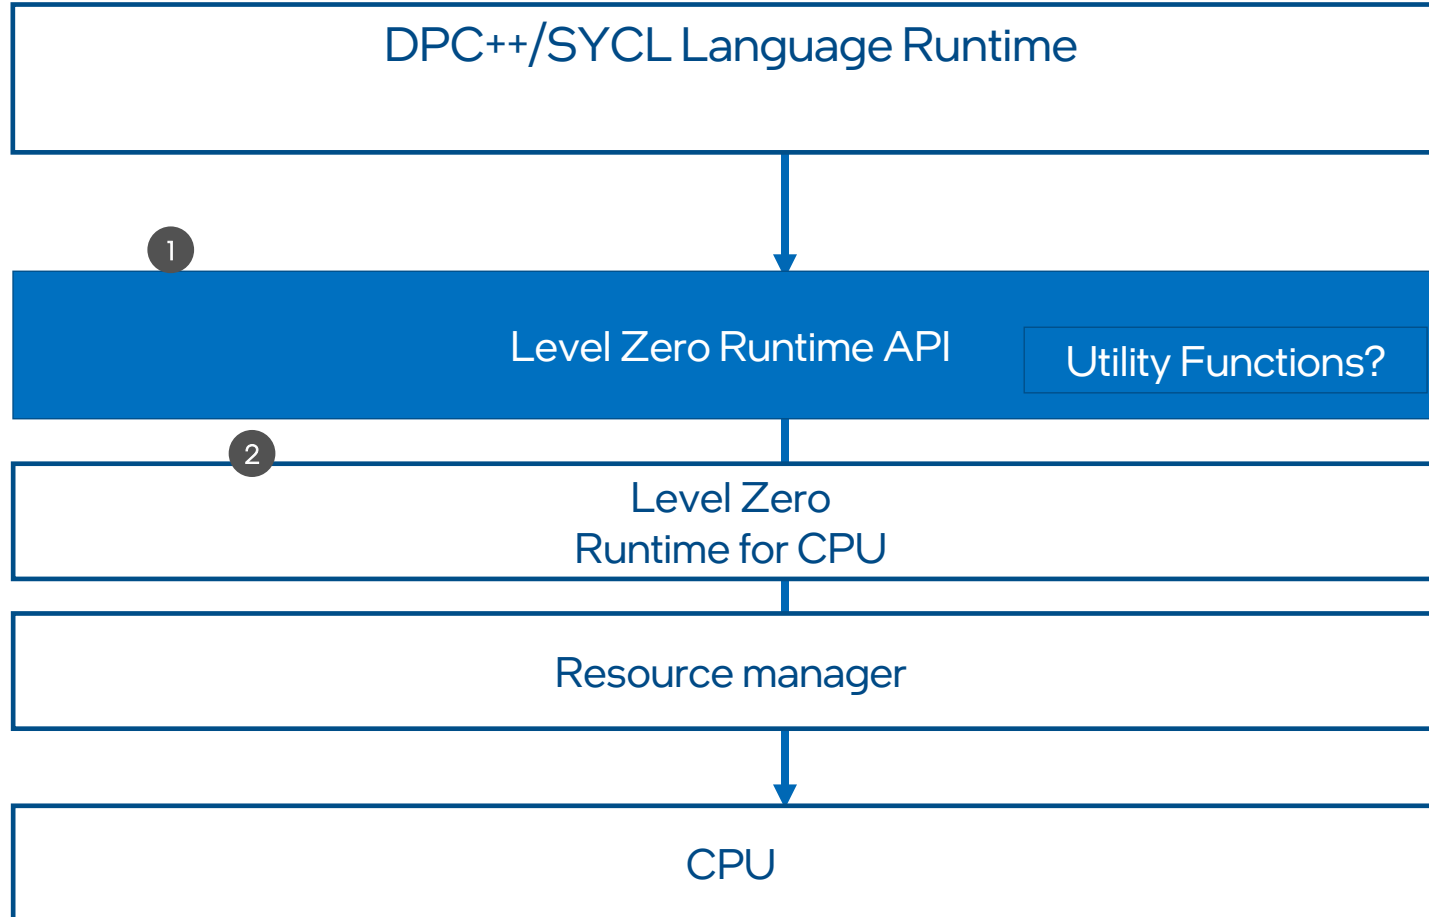 DPC++/SYCL Language Runtime
1
Level Zero Runtime API
Utility Functions?
2
Level Zero
Runtime for CPU
Resource manager
CPU